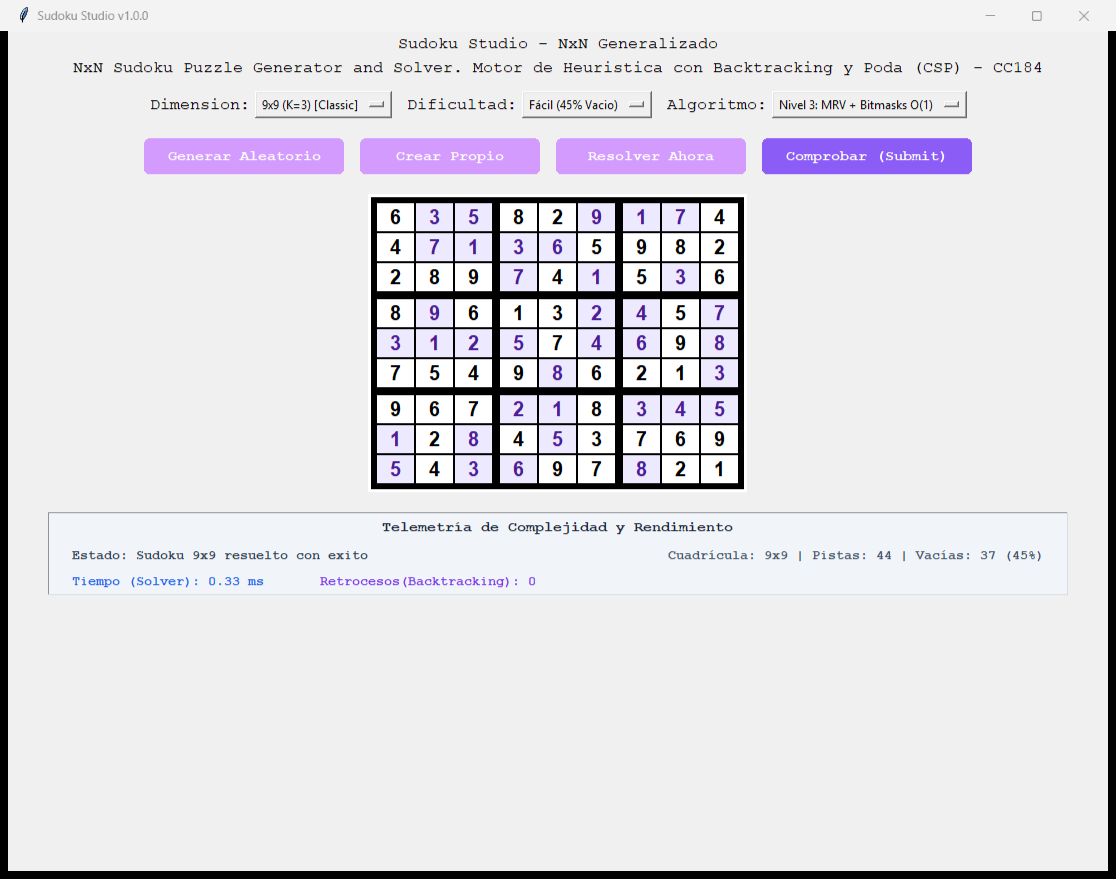 Sudoku Studio v1.0.0
Sudoku Studio - NxN Generalizado
NxN Sudoku Puzzle Generator and Solver. Motor de Heuristica con Backtracking y Poda (CSP) - CC184
Dimension: 9x9 (K=3) [Classic] Dificultad: Fácil (45% Vacio) Algoritmo: Nivel 3: MRV + Bitmasks O(1)
Generar Aleatorio Crear Propio Resolver Ahora Comprobar (Submit)
6 3 5 8 2 9 1 7 4
4 7 1 3 6 5 9 8 2
2 8 9 7 4 1 5 3 6
8 9 6 1 3 2 4 5 7
3 1 2 5 7 4 6 9 8
7 5 4 9 8 6 2 1 3
9 6 7 2 1 8 3 4 5
1 2 8 4 5 3 7 6 9
5 4 3 6 9 7 8 2 1
Telemetría de Complejidad y Rendimiento
Estado: Sudoku 9x9 resuelto con exito Cuadrícula: 9x9 | Pistas: 44 | Vacías: 37 (45%)
Tiempo (Solver): 0.33 ms Retrocesos(Backtracking): 0